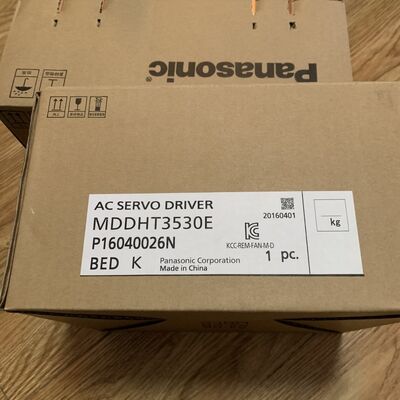 Panasonic
AC SERVO DRIVER
MDDHT3530E
20160401
P16040026N
KCC-REM-FAN-M-D
BED K
Panasonic Corporation
Made in China
1 pc.
kg